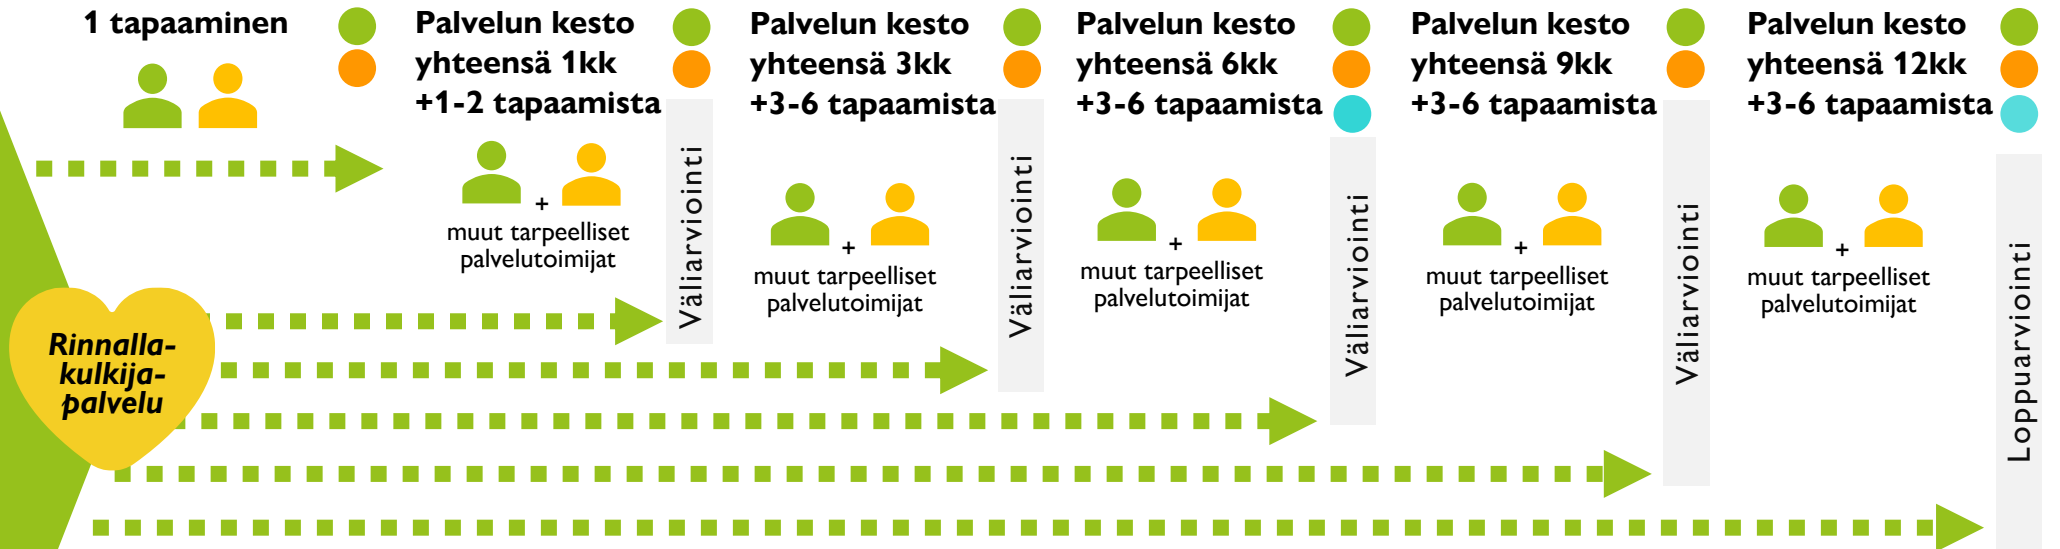 1 tapaaminen
Palvelun kesto
yhteensä 1kk
+1-2 tapaamista
+
muut tarpeelliset
palvelutoimijat
Väliarviointi
Palvelun kesto
yhteensä 3kk
+3-6 tapaamista
+
muut tarpeelliset
palvelutoimijat
Väliarviointi
Palvelun kesto
yhteensä 6kk
+3-6 tapaamista
+
muut tarpeelliset
palvelutoimijat
Väliarviointi
Palvelun kesto
yhteensä 9kk
+3-6 tapaamista
+
muut tarpeelliset
palvelutoimijat
Väliarviointi
Palvelun kesto
yhteensä 12kk
+3-6 tapaamista
+
muut tarpeelliset
palvelutoimijat
Loppuarviointi
Rinnalla-
kulkija-
palvelu